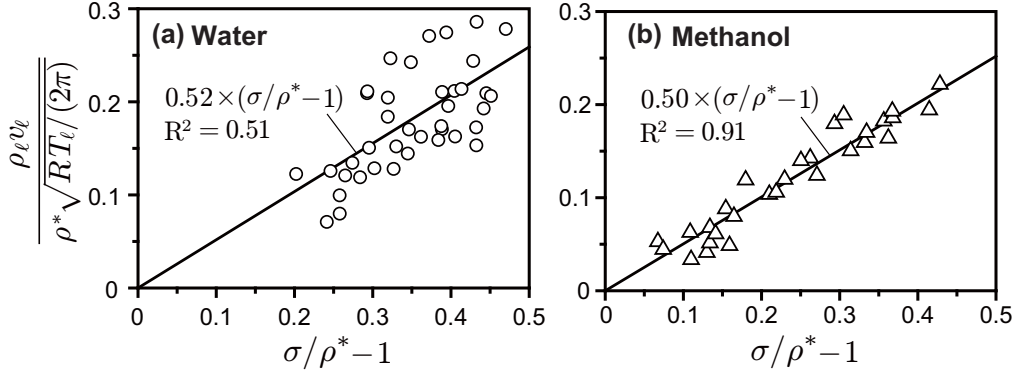 (a) Water
0.52×(σ/ρ*−1)
R² = 0.51
ρℓvℓ
ρ*√RTℓ/(2π)
0.3
0.2
0.1
0
0 0.1 0.2 0.3 0.4 0.5
σ/ρ*−1
(b) Methanol
0.50×(σ/ρ*−1)
R² = 0.91
0.3
0.2
0.1
0
0 0.1 0.2 0.3 0.4 0.5
σ/ρ*−1